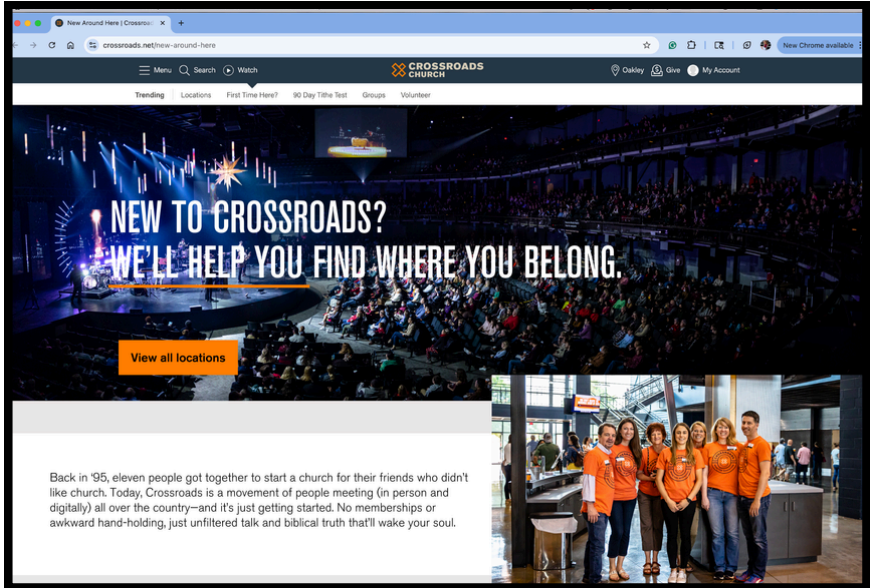 New Around Here | Crossroads
crossroads.net/new-around-here
New Chrome available
Menu Search Watch
CROSSROADS
CHURCH
Oakley Give My Account
Trending Locations First Time Here? 90 Day Tithe Test Groups Volunteer
NEW TO CROSSROADS?
WE'LL HELP YOU FIND WHERE YOU BELONG.
View all locations
Back in ‘95, eleven people got together to start a church for their friends who didn’t
like church. Today, Crossroads is a movement of people meeting (in person and
digitally) all over the country—and it’s just getting started. No memberships or
awkward hand-holding, just unfiltered talk and biblical truth that’ll wake your soul.